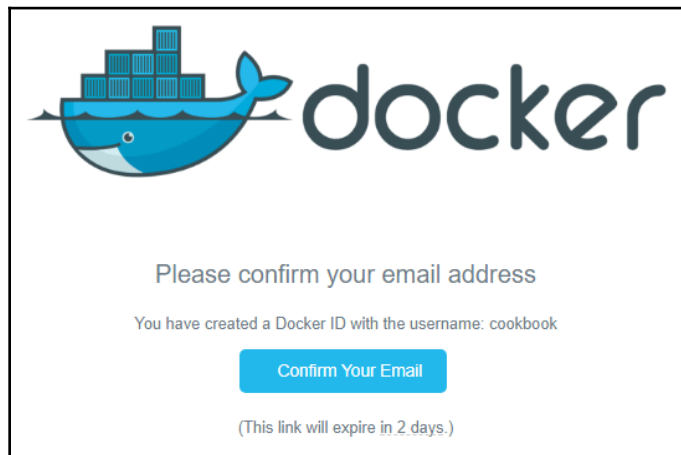 docker
Please confirm your email address
You have created a Docker ID with the username: cookbook
Confirm Your Email
(This link will expire in 2 days.)